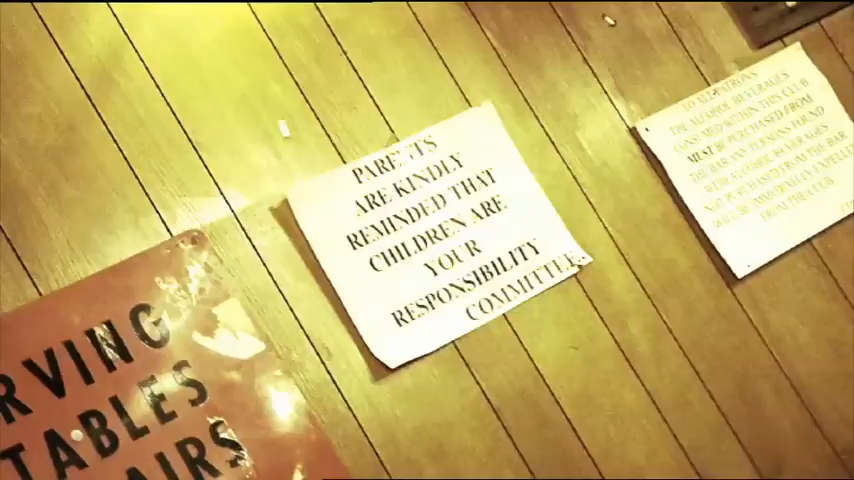 PARENTS
ARE KINDLY
REMINDED THAT
CHILDREN ARE
YOUR
RESPONSIBILITY
COMMITTEE
TO ALL PATRONS
THE ALCOHOL BEVERAGES
CONSUMED WITHIN THIS CLUB
MUST BE PURCHASED FROM
THE BAR ANY PERSONS FOUND
WITH ALCOHOL BEVERAGES
NOT PURCHASED FROM THE BAR
WILL BE IMMEDIATELY EXPELLED
FROM THE CLUB
RVING
TABLES
AIRS